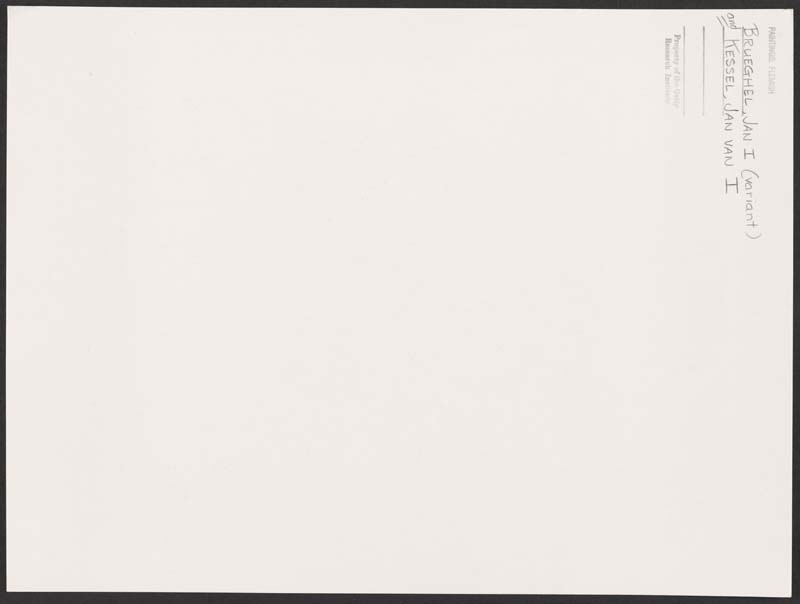 PAINTINGS FLEMISH
BRUEGHEL, JAN I (variant)
and KESSEL, JAN VAN I
Property of the Getty
Research Institute